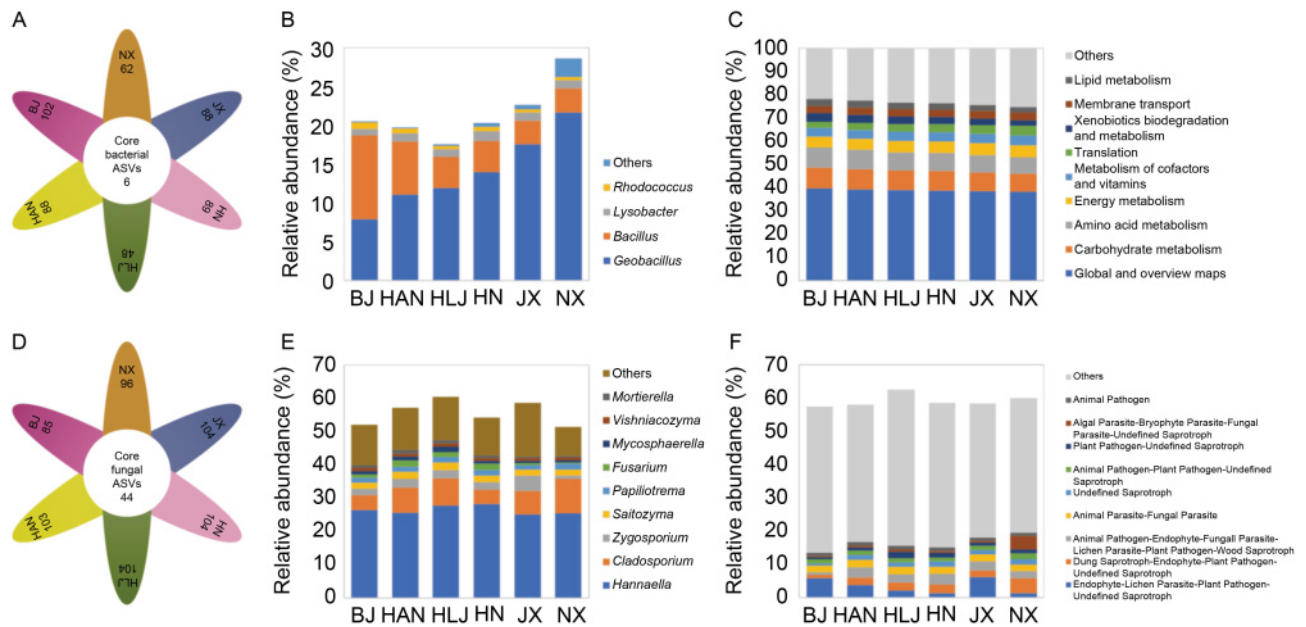 A
NX
62
BJ
102
JX
88
Core
bacterial
ASVs
6
HAN
88
HN
89
HLJ
48
B
Relative abundance (%)
30
25
20
15
10
5
0
BJ HAN HLJ HN JX NX
Others
Rhodococcus
Lysobacter
Bacillus
Geobacillus
C
Relative abundance (%)
100
90
80
70
60
50
40
30
20
10
0
BJ HAN HLJ HN JX NX
Others
Lipid metabolism
Membrane transport
Xenobiotics biodegradation
and metabolism
Translation
Metabolism of cofactors
and vitamins
Energy metabolism
Amino acid metabolism
Carbohydrate metabolism
Global and overview maps
D
NX
96
BJ
85
JX
104
Core
fungal
ASVs
44
HAN
103
HN
104
HLJ
104
E
Relative abundance (%)
70
60
50
40
30
20
10
0
BJ HAN HLJ HN JX NX
Others
Mortierella
Vishniacozyma
Mycosphaerella
Fusarium
Papiliotrema
Saitozyma
Zygosporium
Cladosporium
Hannaella
F
Relative abundance (%)
70
60
50
40
30
20
10
0
BJ HAN HLJ HN JX NX
Others
Animal Pathogen
Algal Parasite-Bryophyte Parasite-Fungal
Parasite-Undefined Saprotroph
Plant Pathogen-Undefined Saprotroph
Animal Pathogen-Plant Pathogen-Undefined
Saprotroph
Undefined Saprotroph
Animal Parasite-Fungal Parasite
Animal Pathogen-Endophyte-Fungall Parasite-
Lichen Parasite-Plant Pathogen-Wood Saprotroph
Dung Saprotroph-Endophyte-Plant Pathogen-
Undefined Saprotroph
Endophyte-Lichen Parasite-Plant Pathogen-
Undefined Saprotroph